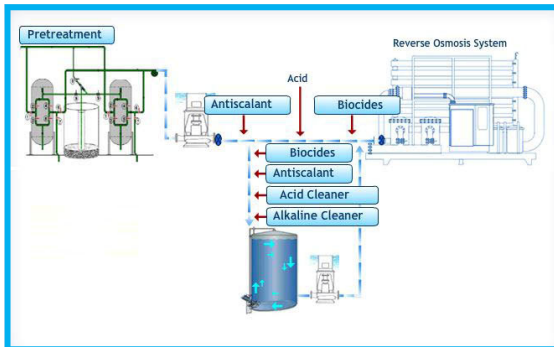 Pretreatment
Reverse Osmosis System
Acid
Antiscalant
Biocides
Biocides
Antiscalant
Acid Cleaner
Alkaline Cleaner